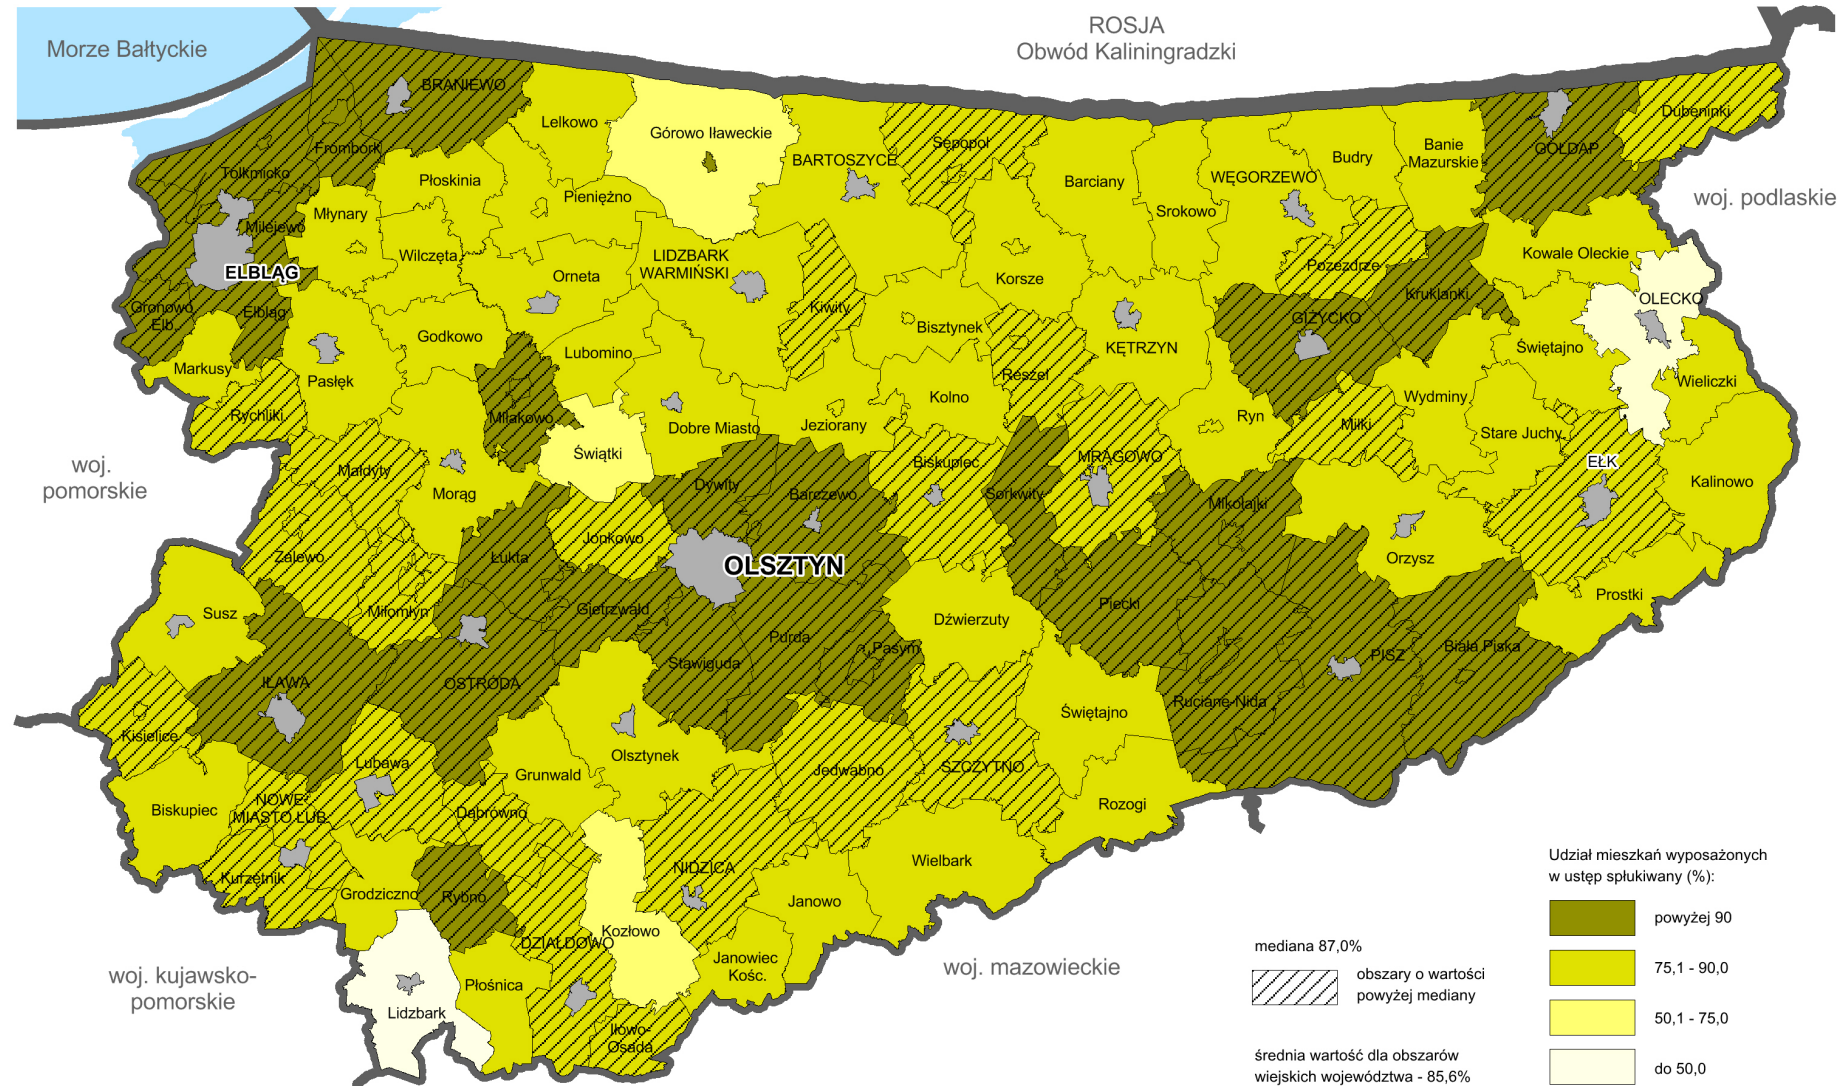 ROSJA
Obwód Kaliningradzki
Morze Bałtyckie
BRANIEWO
Lelkowo
Górowo Iławeckie
Sępopol
Dubeninki
Frombork
BARTOSZYCE
Budry
Banie
Mazurskie
GOŁDAP
Tolkmicko
Płoskinia
Pieniężno
Barciany
WĘGORZEWO
woj. podlaskie
Młynary
Milejewo
Srokowo
Wilczęta
LIDZBARK
WARMIŃSKI
Kowale Oleckie
ELBLĄG
Orneta
Korsze
Pozezdrze
Gronowo
Elb.
Elbląg
Kiwity
Kruklanki
OLECKO
Godkowo
Bisztynek
GIŻYCKO
Lubomino
KĘTRZYN
Świętajno
Markusy
Pasłęk
Reszel
Wieliczki
Rychliki
Miłakowo
Dobre Miasto
Jeziorany
Kolno
Ryn
Miłki
Wydminy
Stare Juchy
woj.
pomorskie
Małdyty
Świątki
Biskupiec
MRĄGOWO
EŁK
Morąg
Dywity
Barczewo
Sorkwity
Mikołajki
Kalinowo
Zalewo
Łukta
Jonkowo
OLSZTYN
Orzysz
Susz
Miłomłyn
Gietrzwałd
Dźwierzuty
Piecki
Prostki
Purda
Pasym
IŁAWA
OSTRÓDA
Stawiguda
PISZ
Biała Piska
Kisielice
Świętajno
Ruciane-Nida
Lubawa
Olsztynek
Jedwabno
SZCZYTNO
Grunwald
Biskupiec
NOWE
MIASTO LUB.
Dąbrówno
Rozogi
Kurzętnik
Grodziczno
Rybno
NIDZICA
Wielbark
Janowo
Kozłowo
DZIAŁDOWO
Janowiec
Kośc.
woj. mazowieckie
woj. kujawsko-
pomorskie
Płośnica
Lidzbark
Iłowo-
Osada
mediana 87,0%
obszary o wartości
powyżej mediany
średnia wartość dla obszarów
wiejskich województwa - 85,6%
Udział mieszkań wyposażonych
w ustęp spłukiwany (%):
powyżej 90
75,1 - 90,0
50,1 - 75,0
do 50,0